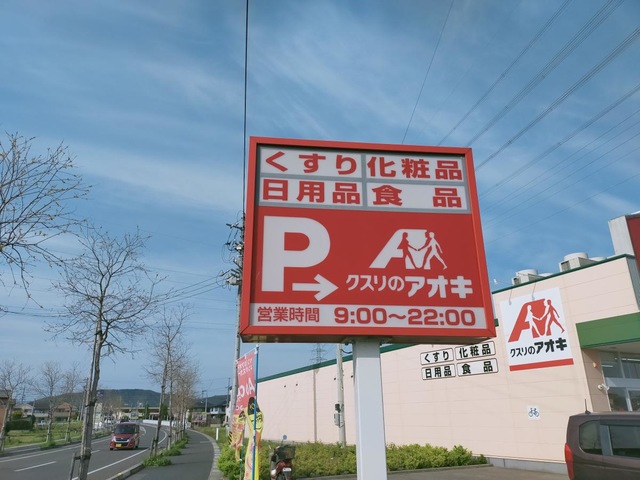 くすり 化粧品
日用品 食品
P→
クスリのアオキ
営業時間 9:00〜22:00
クスリのアオキ
くすり 化粧品
日用品 食品